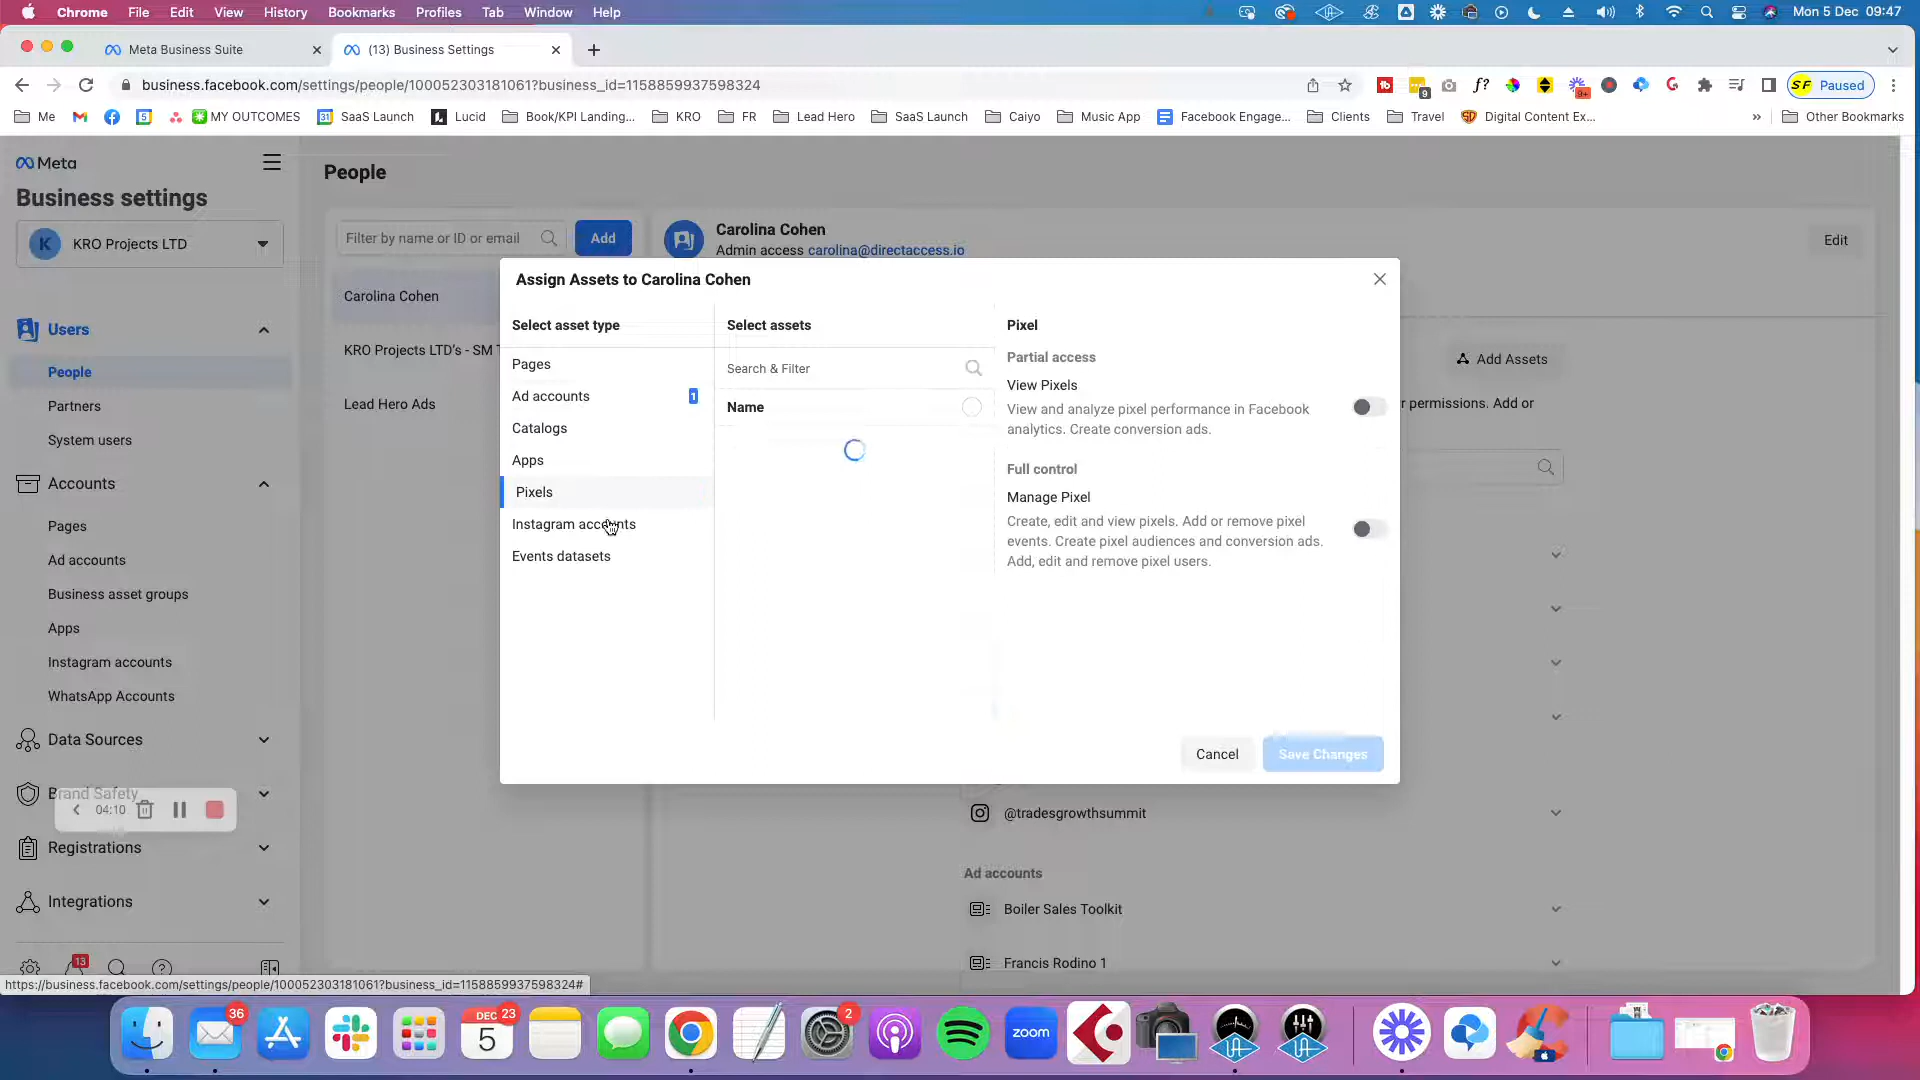 Chrome File Edit View History Bookmarks Profiles Tab Window Help Mon 5 Dec 09:47
Meta Business Suite (13) Business Settings
business.facebook.com/settings/people/100052303181061?business_id=1158859937598324 9 f? 9+ SF Paused
Me 5 MY OUTCOMES 31 SaaS Launch Lucid Book/KPI Landing... KRO FR Lead Hero SaaS Launch Caiyo Music App Facebook Engage... Clients Travel Digital Content Ex... » Other Bookmarks
Meta
Business settings
K KRO Projects LTD
Users
People
Partners
System users
Accounts
Pages
Ad accounts
Business asset groups
Apps
Instagram accounts
WhatsApp Accounts
Data Sources
Brand Safety
04:10
Registrations
Integrations
13
People
Filter by name or ID or email
Add
Carolina Cohen
KRO Projects LTD's - SM T
Lead Hero Ads
Carolina Cohen
Admin access carolina@directaccess.io
Edit
Add Assets
r permissions. Add or
Assign Assets to Carolina Cohen
Select asset type
Pages
Ad accounts 1
Catalogs
Apps
Pixels
Instagram accounts
Events datasets
Select assets
Search & Filter
Name
Pixel
Partial access
View Pixels
View and analyze pixel performance in Facebook
analytics. Create conversion ads.
Full control
Manage Pixel
Create, edit and view pixels. Add or remove pixel
events. Create pixel audiences and conversion ads.
Add, edit and remove pixel users.
Cancel Save Changes
@tradesgrowthsummit
Ad accounts
Boiler Sales Toolkit
Francis Rodino 1
https://business.facebook.com/settings/people/100052303181061?business_id=1158859937598324#
36 DEC 23 5 2 zoom